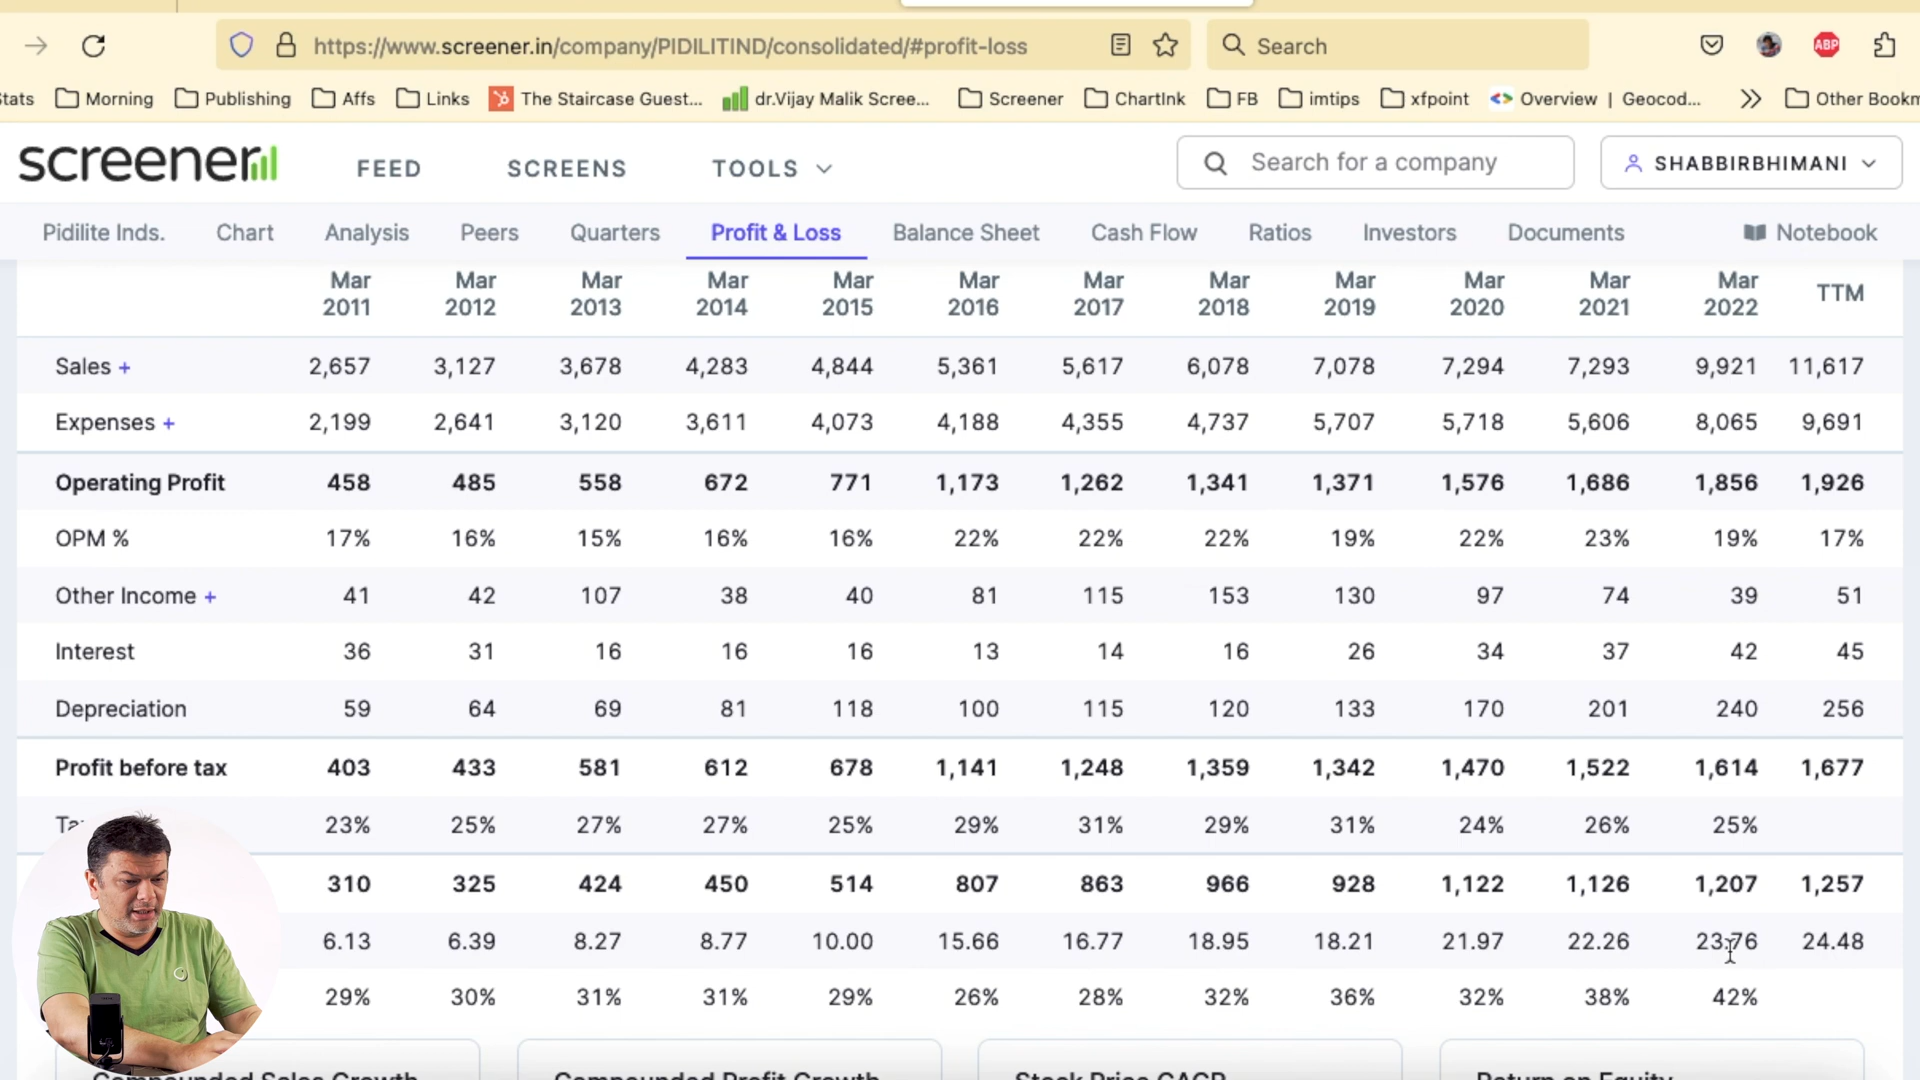 https://www.screener.in/company/PIDILITIND/consolidated/#profit-loss
Search
ABP
tats Morning Publishing Affs Links The Staircase Guest... dr.Vijay Malik Scree... Screener ChartInk FB imtips xfpoint Overview | Geocod... Other Bookm
screener FEED SCREENS TOOLS Search for a company SHABBIRBHIMANI
Pidilite Inds. Chart Analysis Peers Quarters Profit & Loss Balance Sheet Cash Flow Ratios Investors Documents Notebook
Mar 2011 Mar 2012 Mar 2013 Mar 2014 Mar 2015 Mar 2016 Mar 2017 Mar 2018 Mar 2019 Mar 2020 Mar 2021 Mar 2022 TTM
Sales + 2,657 3,127 3,678 4,283 4,844 5,361 5,617 6,078 7,078 7,294 7,293 9,921 11,617
Expenses + 2,199 2,641 3,120 3,611 4,073 4,188 4,355 4,737 5,707 5,718 5,606 8,065 9,691
Operating Profit 458 485 558 672 771 1,173 1,262 1,341 1,371 1,576 1,686 1,856 1,926
OPM % 17% 16% 15% 16% 16% 22% 22% 22% 19% 22% 23% 19% 17%
Other Income + 41 42 107 38 40 81 115 153 130 97 74 39 51
Interest 36 31 16 16 16 13 14 16 26 34 37 42 45
Depreciation 59 64 69 81 118 100 115 120 133 170 201 240 256
Profit before tax 403 433 581 612 678 1,141 1,248 1,359 1,342 1,470 1,522 1,614 1,677
Ta 23% 25% 27% 27% 25% 29% 31% 29% 31% 24% 26% 25%
310 325 424 450 514 807 863 966 928 1,122 1,126 1,207 1,257
6.13 6.39 8.27 8.77 10.00 15.66 16.77 18.95 18.21 21.97 22.26 23.76 24.48
29% 30% 31% 31% 29% 26% 28% 32% 36% 32% 38% 42%
Compounded Sales Growth Compounded Profit Growth Stock Price CAGR Return on Equity